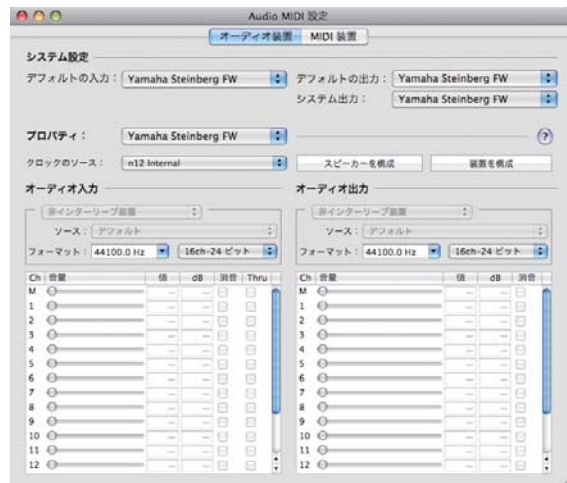 Audio MIDI 設定
オーディオ装置 MIDI 装置
システム設定
デフォルトの入力： Yamaha Steinberg FW デフォルトの出力： Yamaha Steinberg FW
システム出力： Yamaha Steinberg FW
プロパティ： Yamaha Steinberg FW ?
クロックのソース： n12 Internal スピーカーを構成 装置を構成
オーディオ入力 オーディオ出力
非インターリーブ装置 非インターリーブ装置
ソース： デフォルト ソース： デフォルト
フォーマット： 44100.0 Hz 16ch-24 ビット フォーマット： 44100.0 Hz 16ch-24 ビット
Ch 音量 値 dB 消音 Thru Ch 音量 値 dB 消音
M M
1 1
2 2
3 3
4 4
5 5
6 6
7 7
8 8
9 9
10 10
11 11
12 12